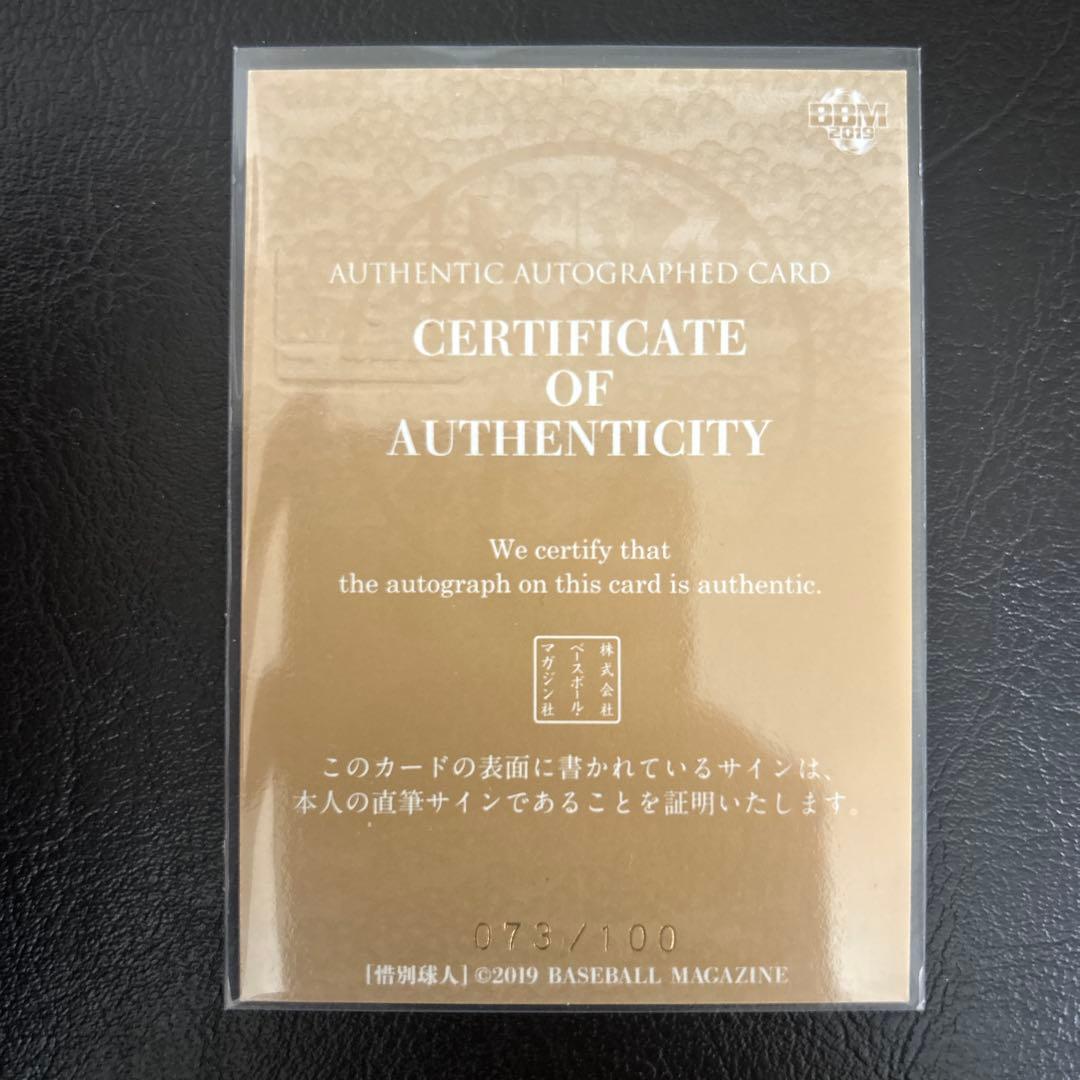 BBM
2019
AUTHENTIC AUTOGRAPHED CARD
CERTIFICATE
OF
AUTHENTICITY
We certify that
the autograph on this card is authentic.
株式会社
ベースボール・
マガジン社
このカードの表面に書かれているサインは、
本人の直筆サインであることを証明いたします。
073/100
[惜別球人] ©2019 BASEBALL MAGAZINE